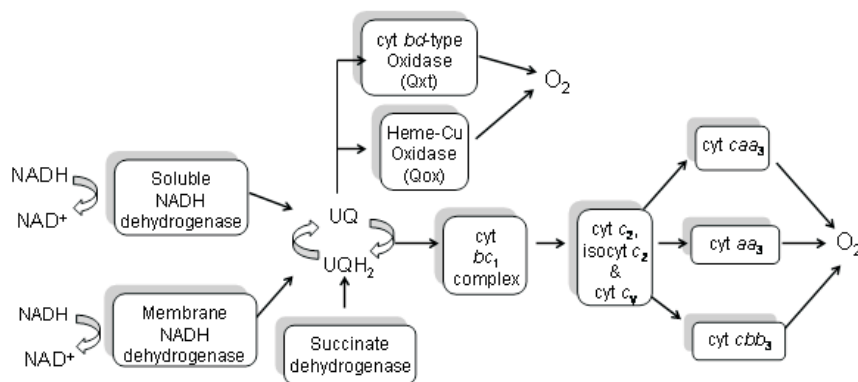 cyt bd-type
Oxidase
(Qxt)
O₂
Heme-Cu
Oxidase
(Qox)
NADH
NAD⁺
Soluble
NADH
dehydrogenase
UQ
UQH₂
cyt
bc₁
complex
cyt c₂,
isocyt c₂
&
cyt cᵧ
cyt caa₃
cyt aa₃
O₂
cyt cbb₃
NADH
NAD⁺
Membrane
NADH
dehydrogenase
Succinate
dehydrogenase